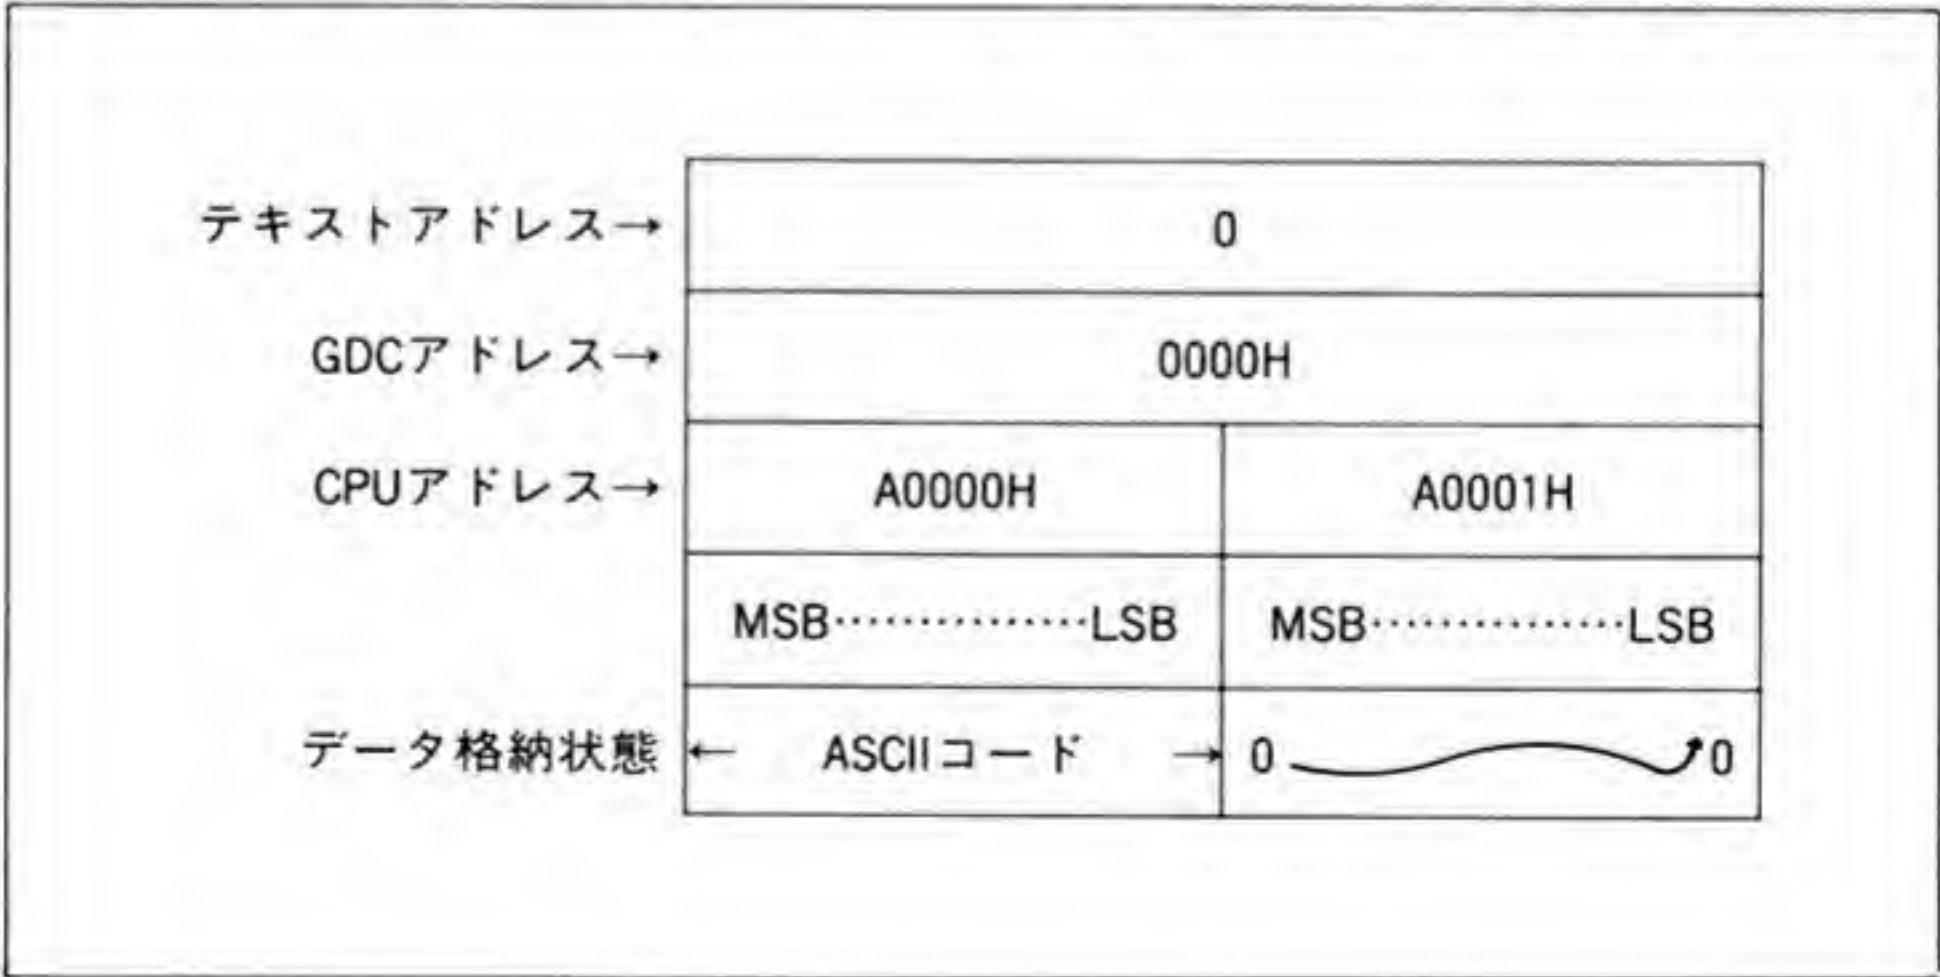 テキストアドレス→ 0
GDCアドレス→ 0000H
CPUアドレス→ A0000H A0001H
MSB··············LSB MSB··············LSB
データ格納状態 ← ASCIIコード → 0 0